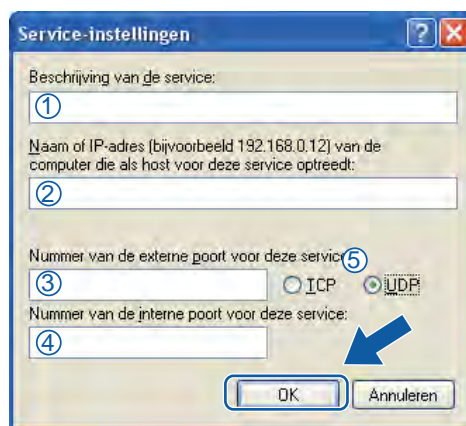 Service-instellingen
Beschrijving van de service:
①
Naam of IP-adres (bijvoorbeeld 192.168.0.12) van de
computer die als host voor deze service optreedt:
②
Nummer van de externe poort voor deze service
⑤
③
TCP
UDP
Nummer van de interne poort voor deze service:
④
OK
Annuleren